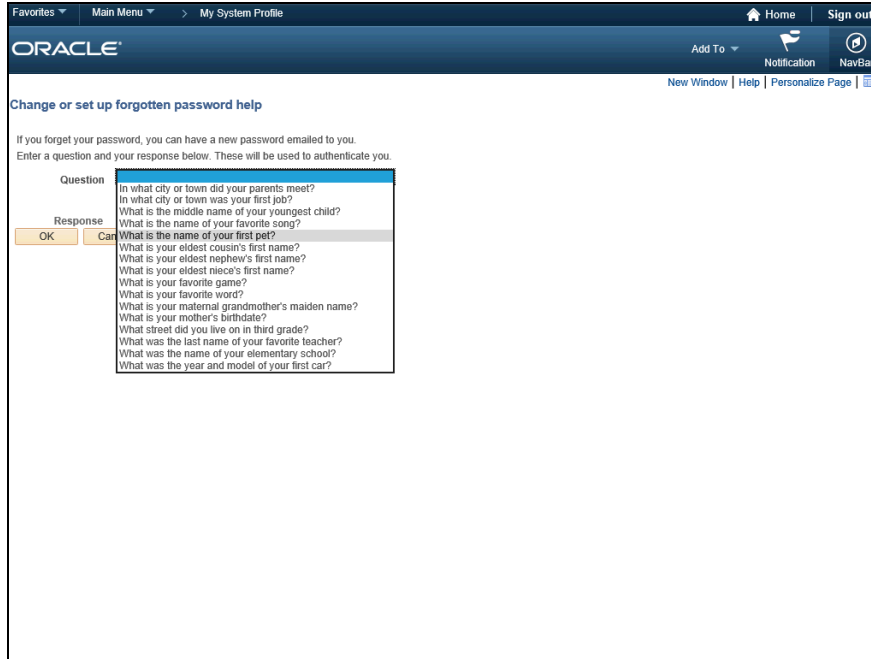 Favorites Main Menu > My System Profile Home Sign out
ORACLE Add To Notification NavBa
New Window | Help | Personalize Page |
Change or set up forgotten password help
If you forget your password, you can have a new password emailed to you.
Enter a question and your response below. These will be used to authenticate you.
Question
In what city or town did your parents meet?
In what city or town was your first job?
What is the middle name of your youngest child?
What is the name of your favorite song?
Response
OK Can What is the name of your first pet?
What is your eldest cousin's first name?
What is your eldest nephew's first name?
What is your eldest niece's first name?
What is your favorite game?
What is your favorite word?
What is your maternal grandmother's maiden name?
What is your mother's birthdate?
What street did you live on in third grade?
What was the last name of your favorite teacher?
What was the name of your elementary school?
What was the year and model of your first car?